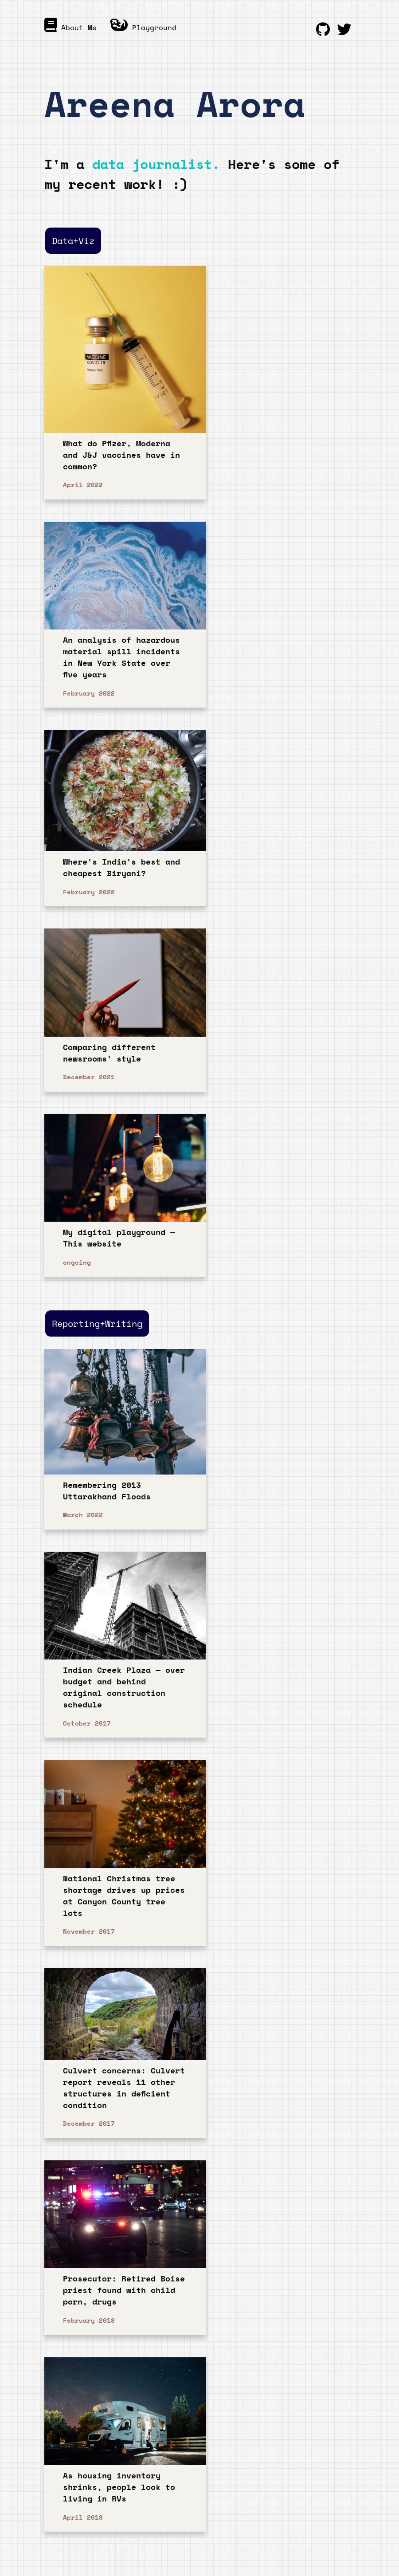 About Me
Playground
Areena Arora
I'm a data journalist. Here's some of
my recent work! :)
Data+Viz
VACCINE
COVID-19
What do Pfizer, Moderna
and J&J vaccines have in
common?
April 2022
An analysis of hazardous
material spill incidents
in New York State over
five years
February 2022
Where's India's best and
cheapest Biryani?
February 2022
Comparing different
newsrooms' style
December 2021
My digital playground —
This website
ongoing
Reporting+Writing
Remembering 2013
Uttarakhand Floods
March 2022
Indian Creek Plaza — over
budget and behind
original construction
schedule
October 2017
National Christmas tree
shortage drives up prices
at Canyon County tree
lots
November 2017
Culvert concerns: Culvert
report reveals 11 other
structures in deficient
condition
December 2017
Prosecutor: Retired Boise
priest found with child
porn, drugs
February 2018
As housing inventory
shrinks, people look to
living in RVs
April 2018